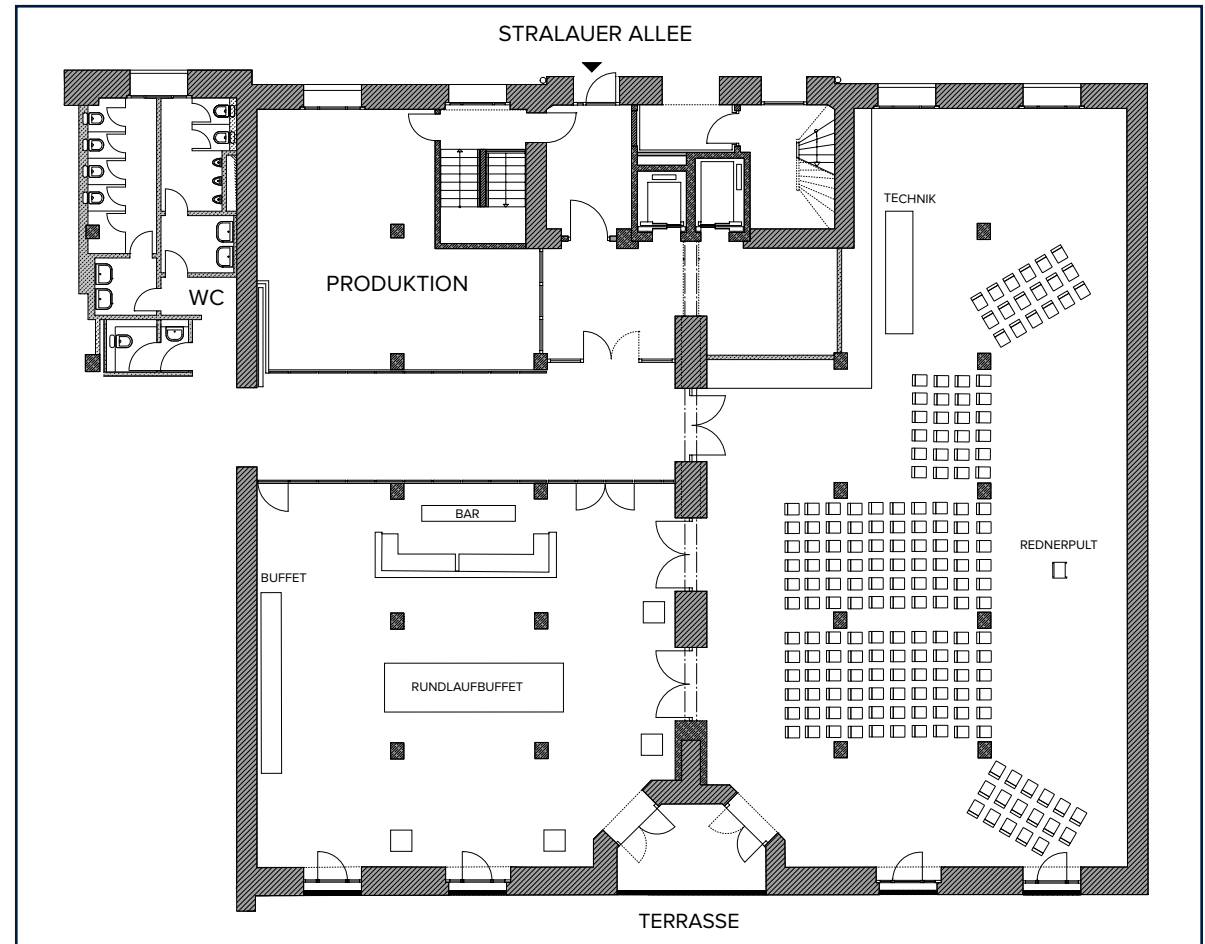 STRALAUER ALLEE
TECHNIK
PRODUKTION
WC
BAR
REDNERPULT
BUFFET
RUNDLAUFBUFFET
TERRASSE